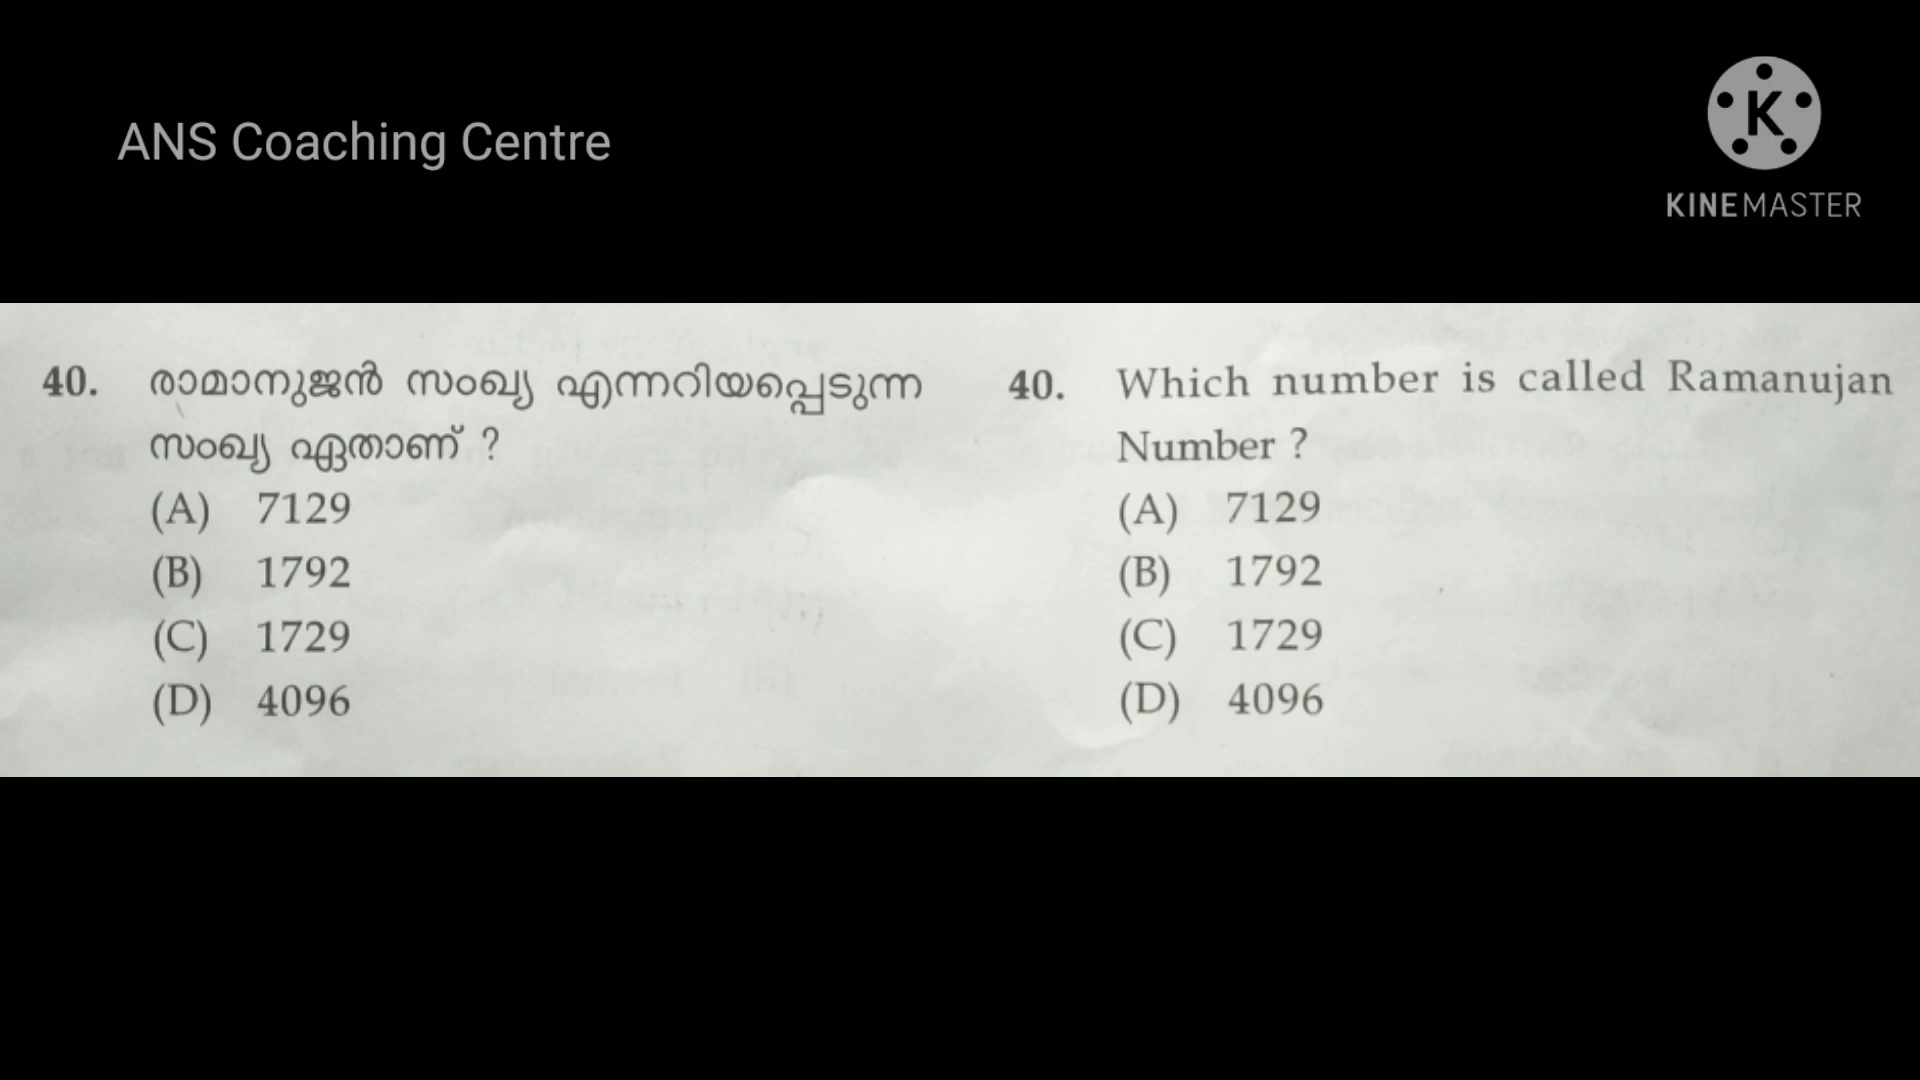 ANS Coaching Centre
KINEMASTER
40. രാമാനുജൻ സംഖ്യ എന്നറിയപ്പെടുന്ന
സംഖ്യ ഏതാണ് ?
(A) 7129
(B) 1792
(C) 1729
(D) 4096
40. Which number is called Ramanujan
Number ?
(A) 7129
(B) 1792
(C) 1729
(D) 4096